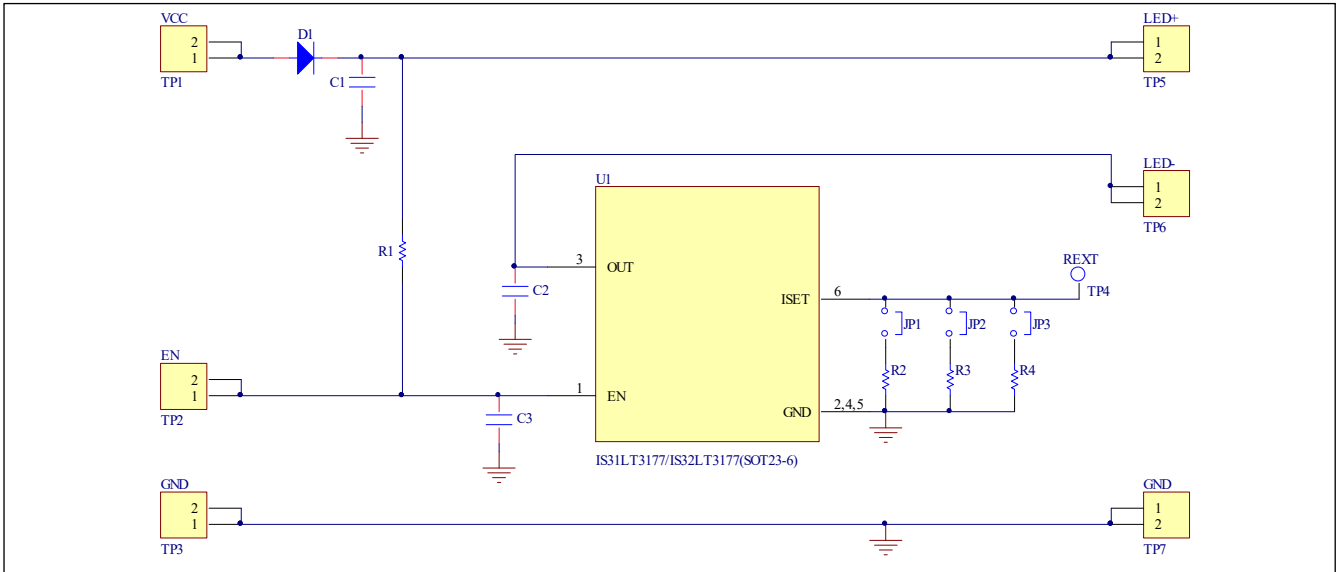 VCC
2
1
TP1
D1
C1
LED+
1
2
TP5
LED-
1
2
TP6
U1
R1
3
OUT
C2
ISET
6
REXT
TP4
JP1
JP2
JP3
R2
R3
R4
EN
2
1
TP2
1
EN
C3
GND
2,4,5
IS31LT3177/IS32LT3177(SOT23-6)
GND
2
1
TP3
GND
1
2
TP7